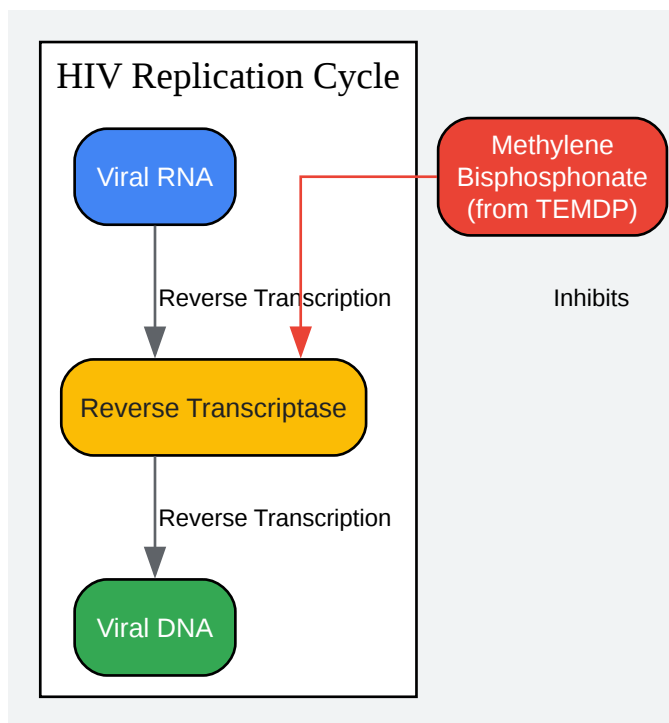 HIV Replication Cycle
Viral RNA
Methylene
Bisphosphonate
(from TEMDP)
Reverse Transcription
Inhibits
Reverse Transcriptase
Reverse Transcription
Viral DNA